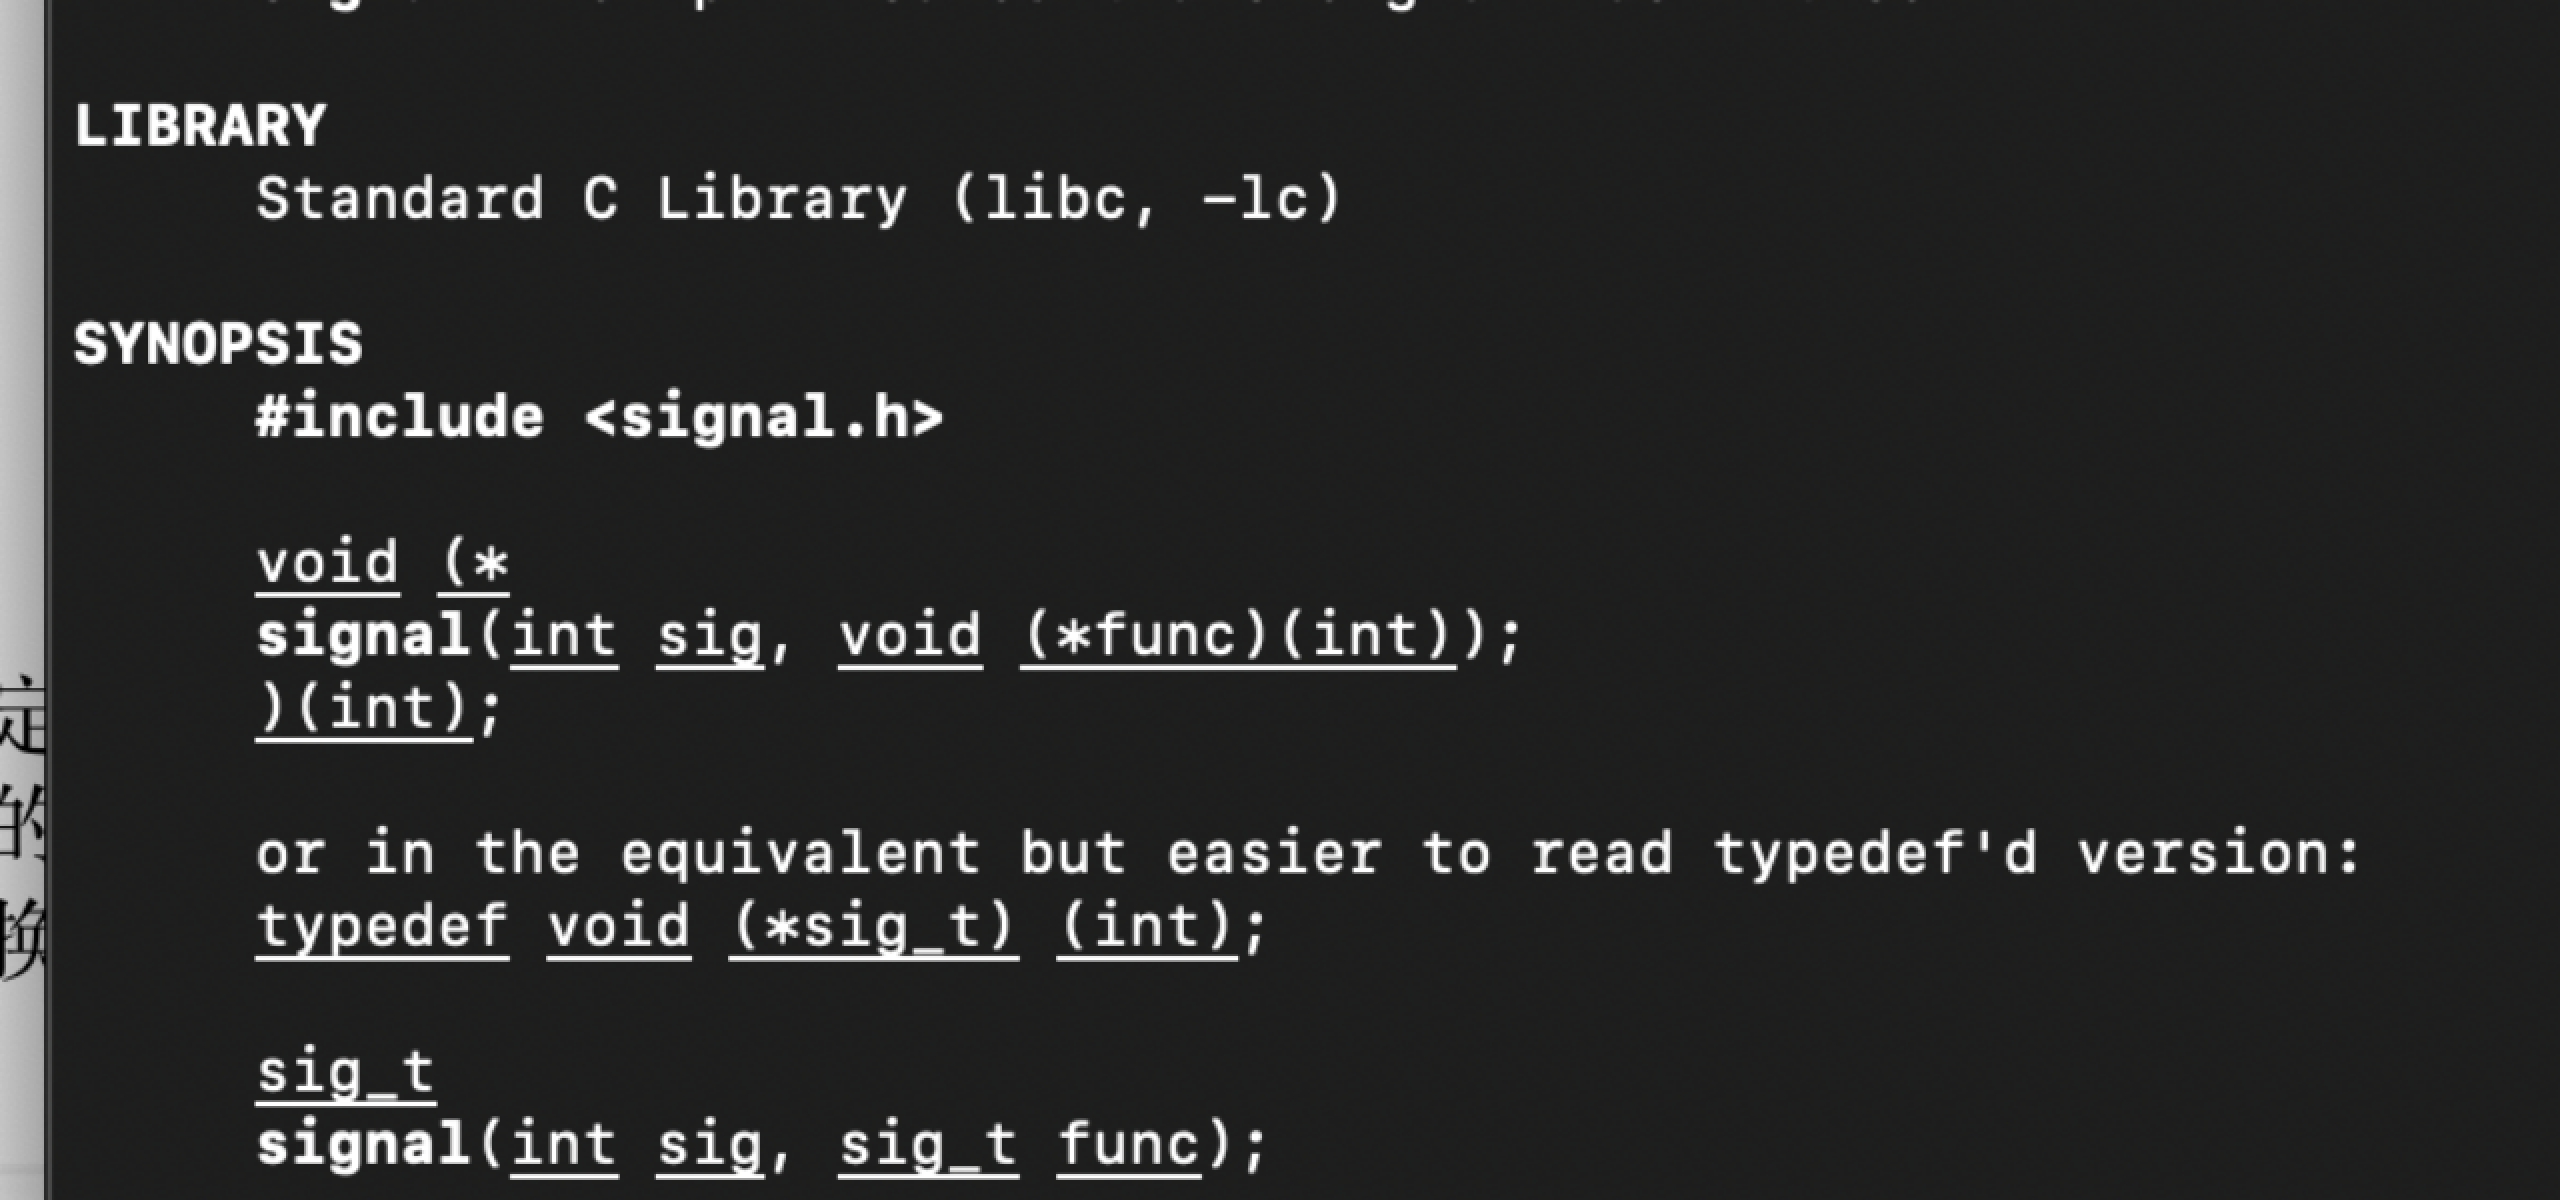 LIBRARY
Standard C Library (libc, -lc)
SYNOPSIS
#include <signal.h>
void (*
signal(int sig, void (*func)(int));
)(int);
or in the equivalent but easier to read typedef'd version:
typedef void (*sig_t) (int);
sig_t
signal(int sig, sig_t func);
定
的
换